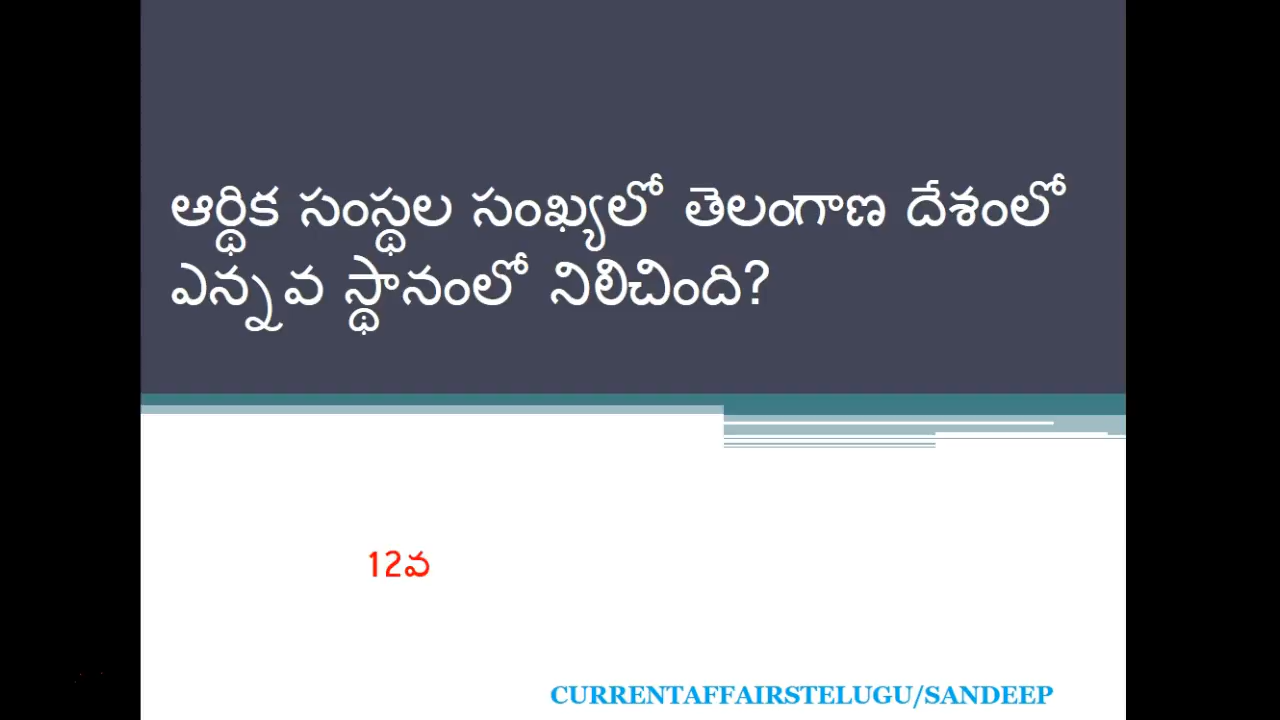 ఆర్థిక సంస్థల సంఖ్యలో తెలంగాణ దేశంలో
ఎన్నవ స్థానంలో నిలిచింది?
12వ
CURRENTAFFAIRSTELUGU/SANDEEP